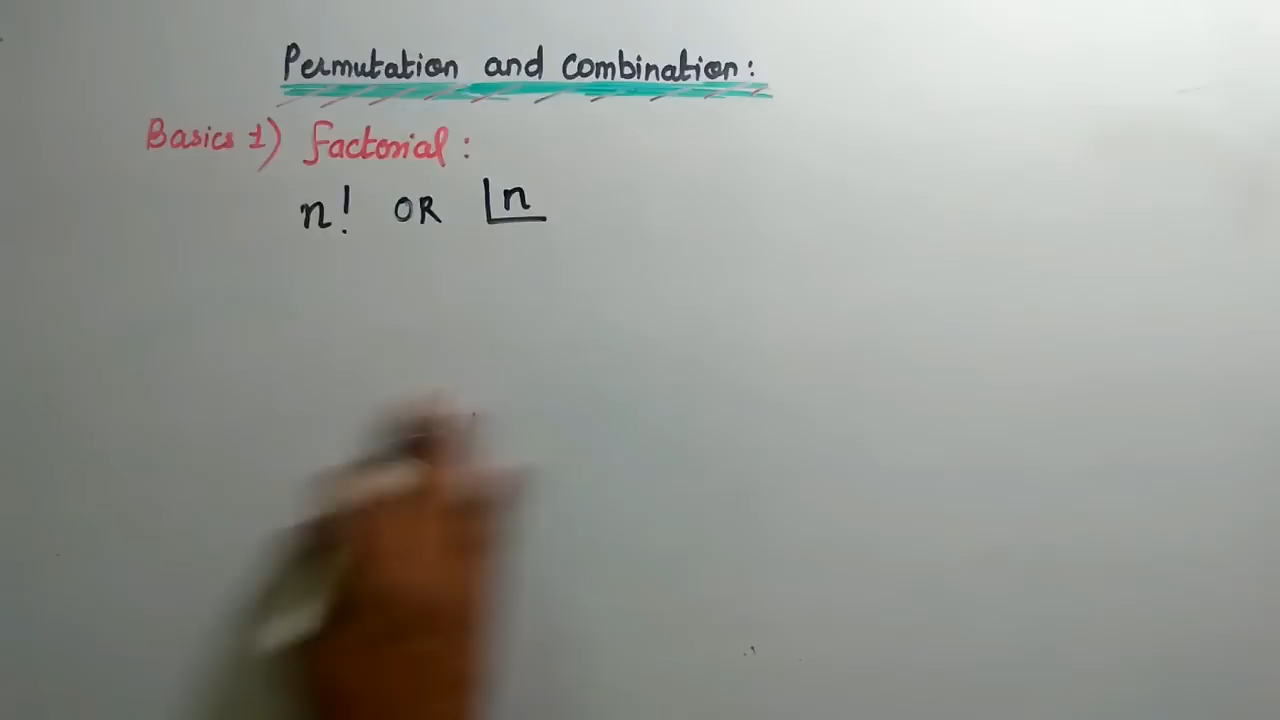 Permutation and combination:
Basics 1) factorial:
n! OR |n